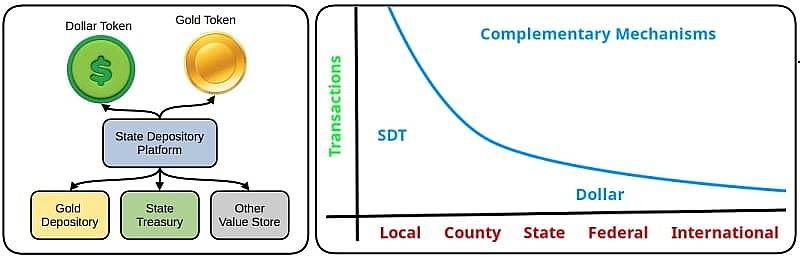 Dollar Token
Gold Token
$
State Depository
Platform
Gold
Depository
State
Treasury
Other
Value Store
Complementary Mechanisms
Transactions
SDT
Dollar
Local County State Federal International